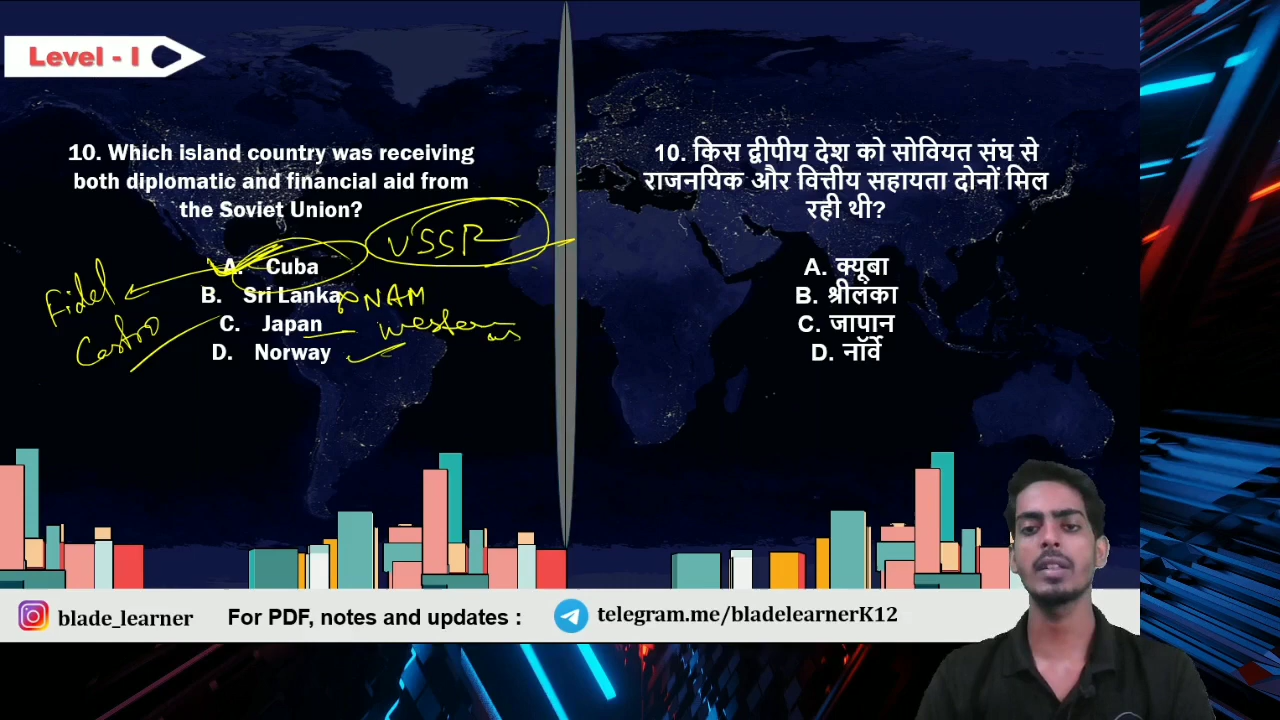 Level - I
10. Which island country was receiving
both diplomatic and financial aid from
the Soviet Union?
A. Cuba
B. Sri Lanka
C. Japan
D. Norway
USSR
Fidel
Castro
NAM
western
10. किस द्वीपीय देश को सोवियत संघ से
राजनयिक और वित्तीय सहायता दोनों मिल
रही थी?
A. क्यूबा
B. श्रीलंका
C. जापान
D. नॉर्वे
blade_learner
For PDF, notes and updates :
telegram.me/bladelearnerK12